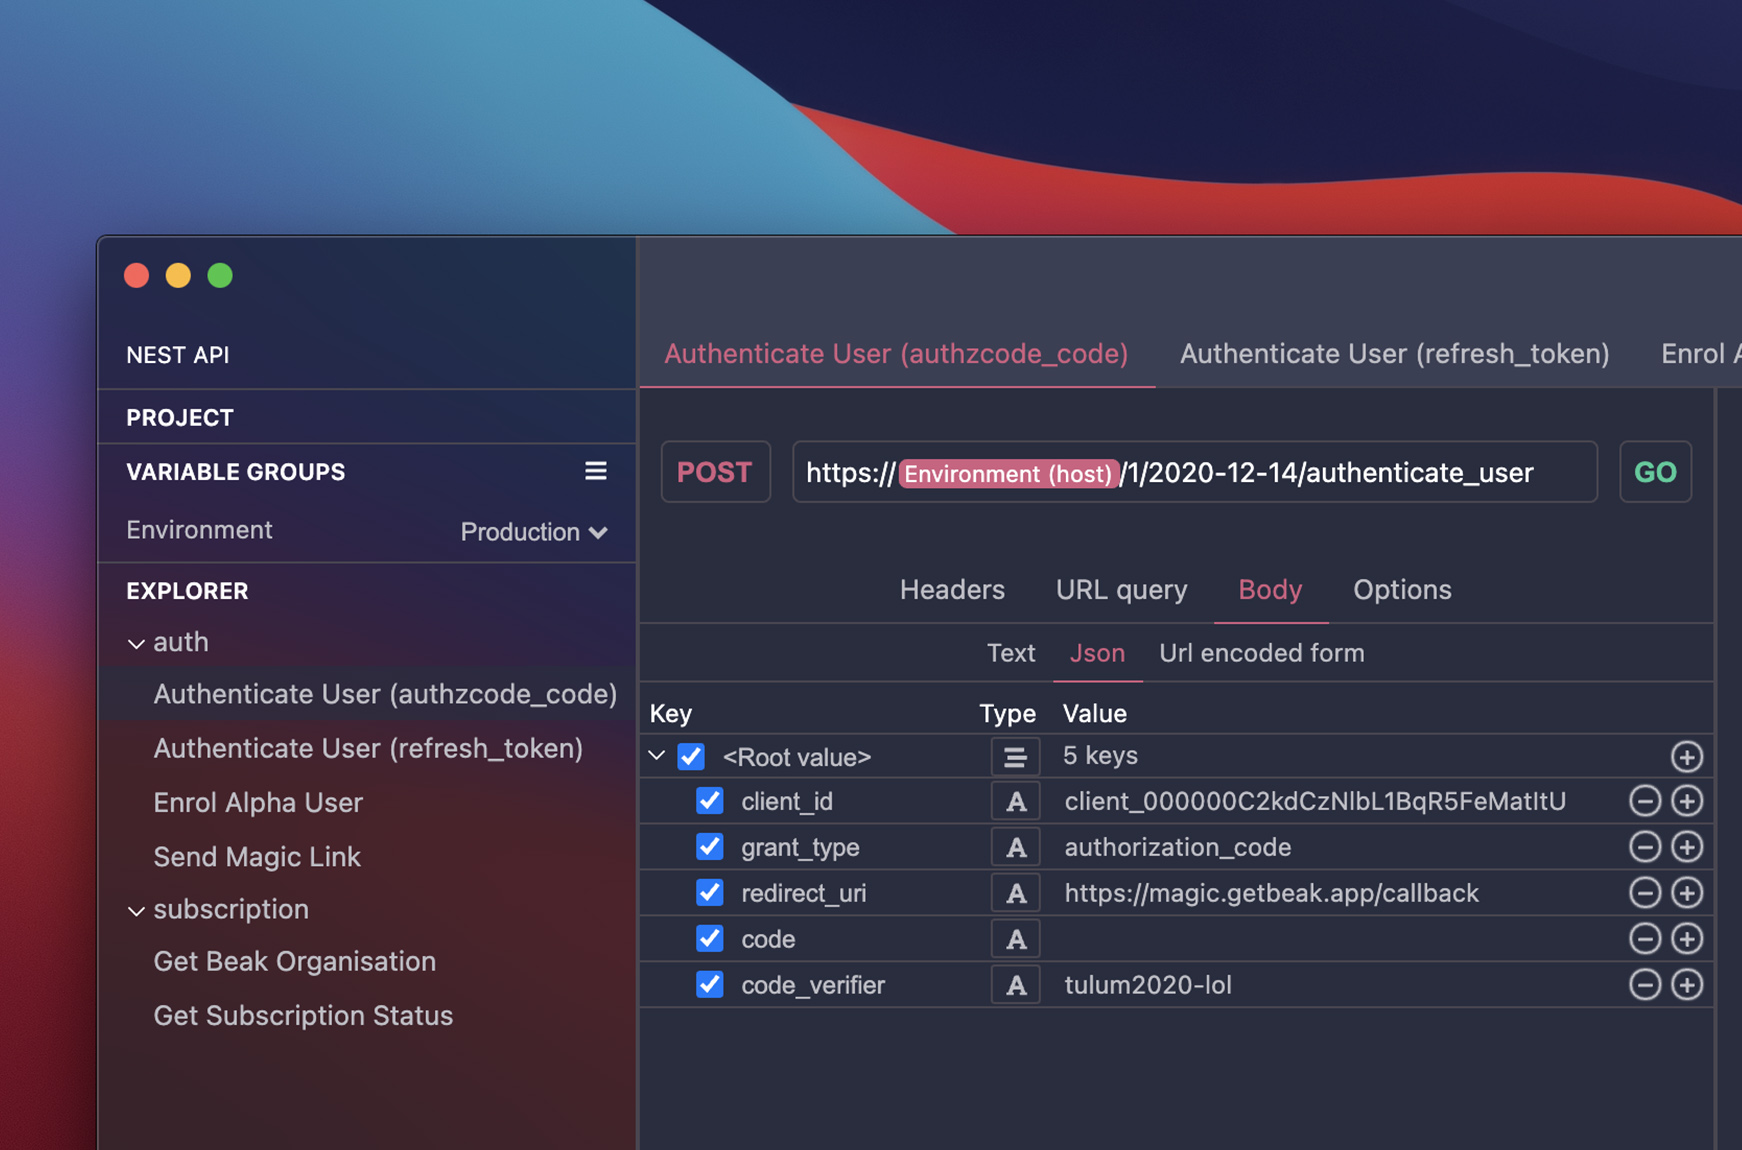 NEST API
PROJECT
VARIABLE GROUPS
Environment Production
EXPLORER
auth
Authenticate User (authzcode_code)
Authenticate User (refresh_token)
Enrol Alpha User
Send Magic Link
subscription
Get Beak Organisation
Get Subscription Status
Authenticate User (authzcode_code) Authenticate User (refresh_token) Enrol A
POST https://Environment (host)/1/2020-12-14/authenticate_user GO
Headers URL query Body Options
Text Json Url encoded form
Key Type Value
<Root value> 5 keys
client_id A client_000000C2kdCzNlbL1BqR5FeMatItU
grant_type A authorization_code
redirect_uri A https://magic.getbeak.app/callback
code A
code_verifier A tulum2020-lol